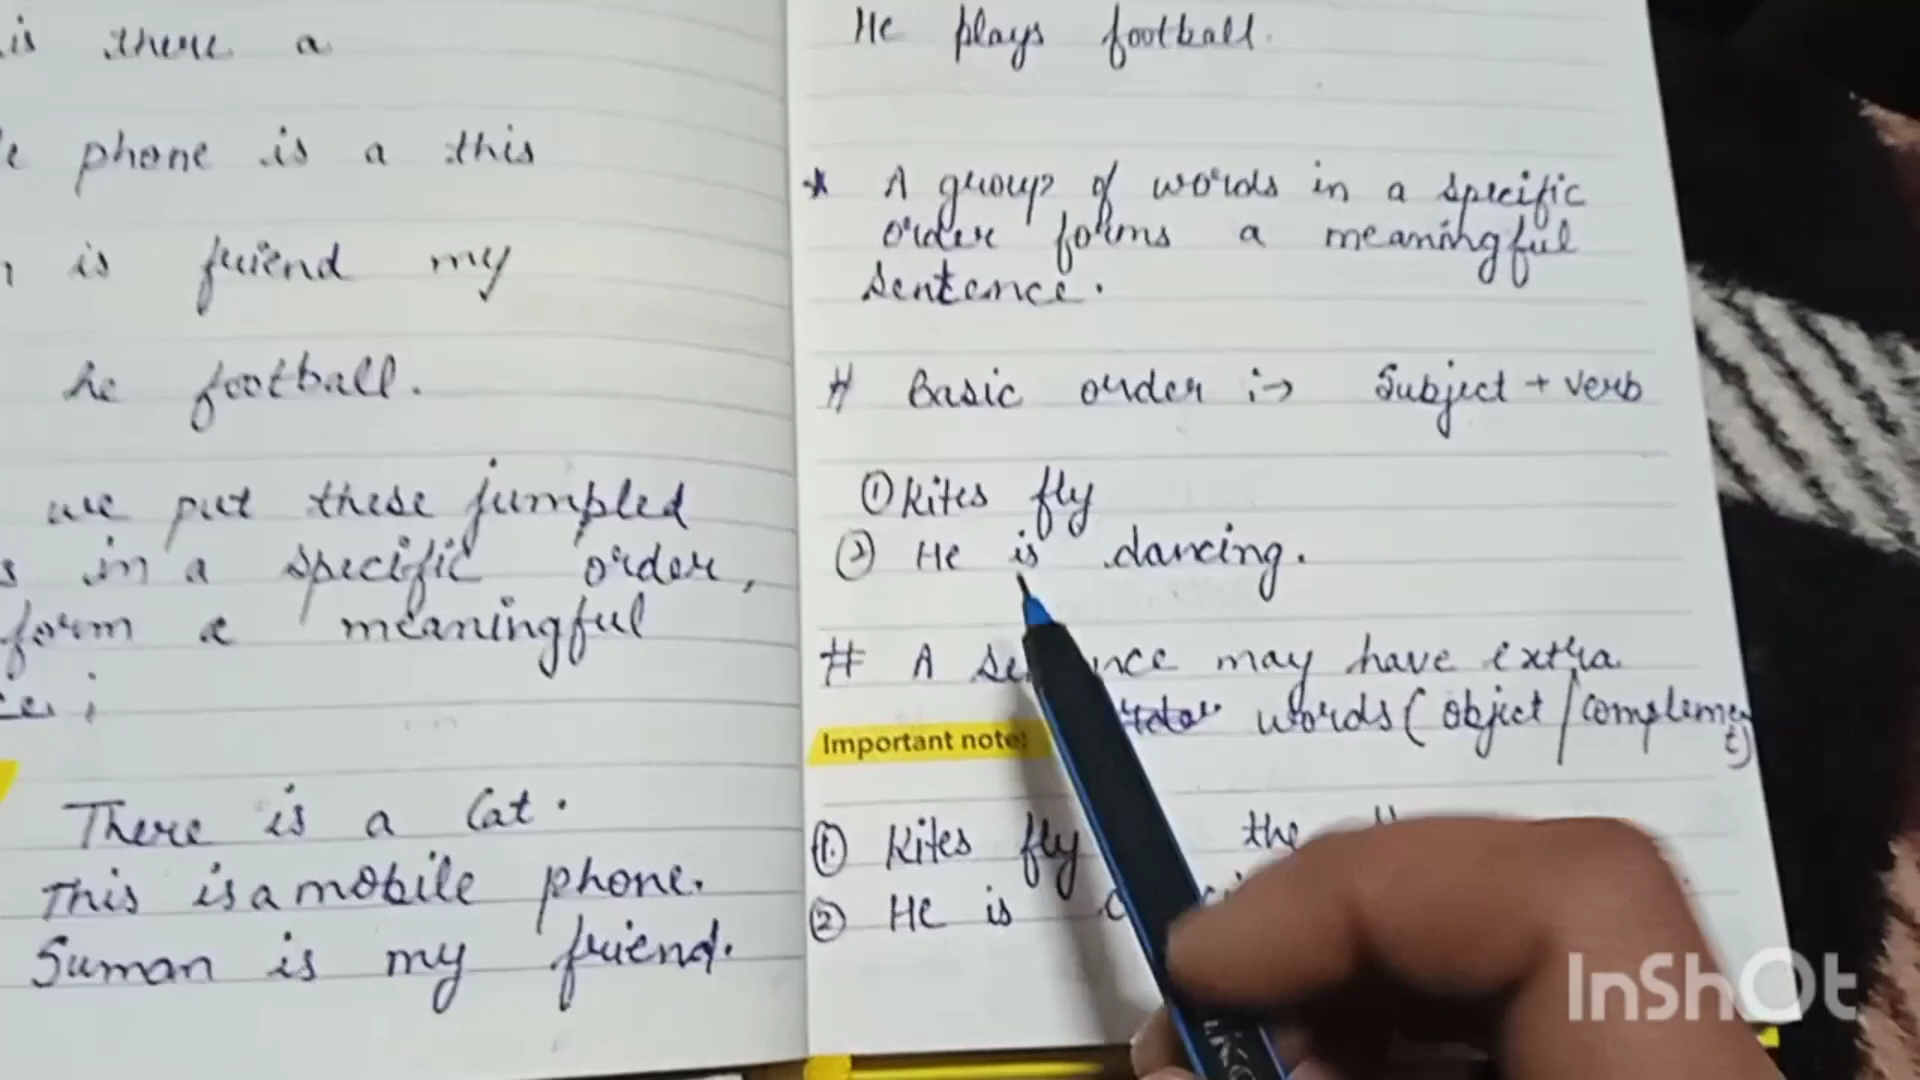 is there a
phone is a this
is friend my
he football.
we put these jumpled
in a specific order,
form a meaningful
There is a Cat.
This is a mobile phone.
Suman is my friend.
He plays football.
* A group of words in a specific
order forms a meaningful
sentence.
# Basic order :→ Subject + verb
① Kites fly
② He is dancing.
# A may have extra
words (object/complement)
Important note:
①. Kites fly the
② He is
InShOt